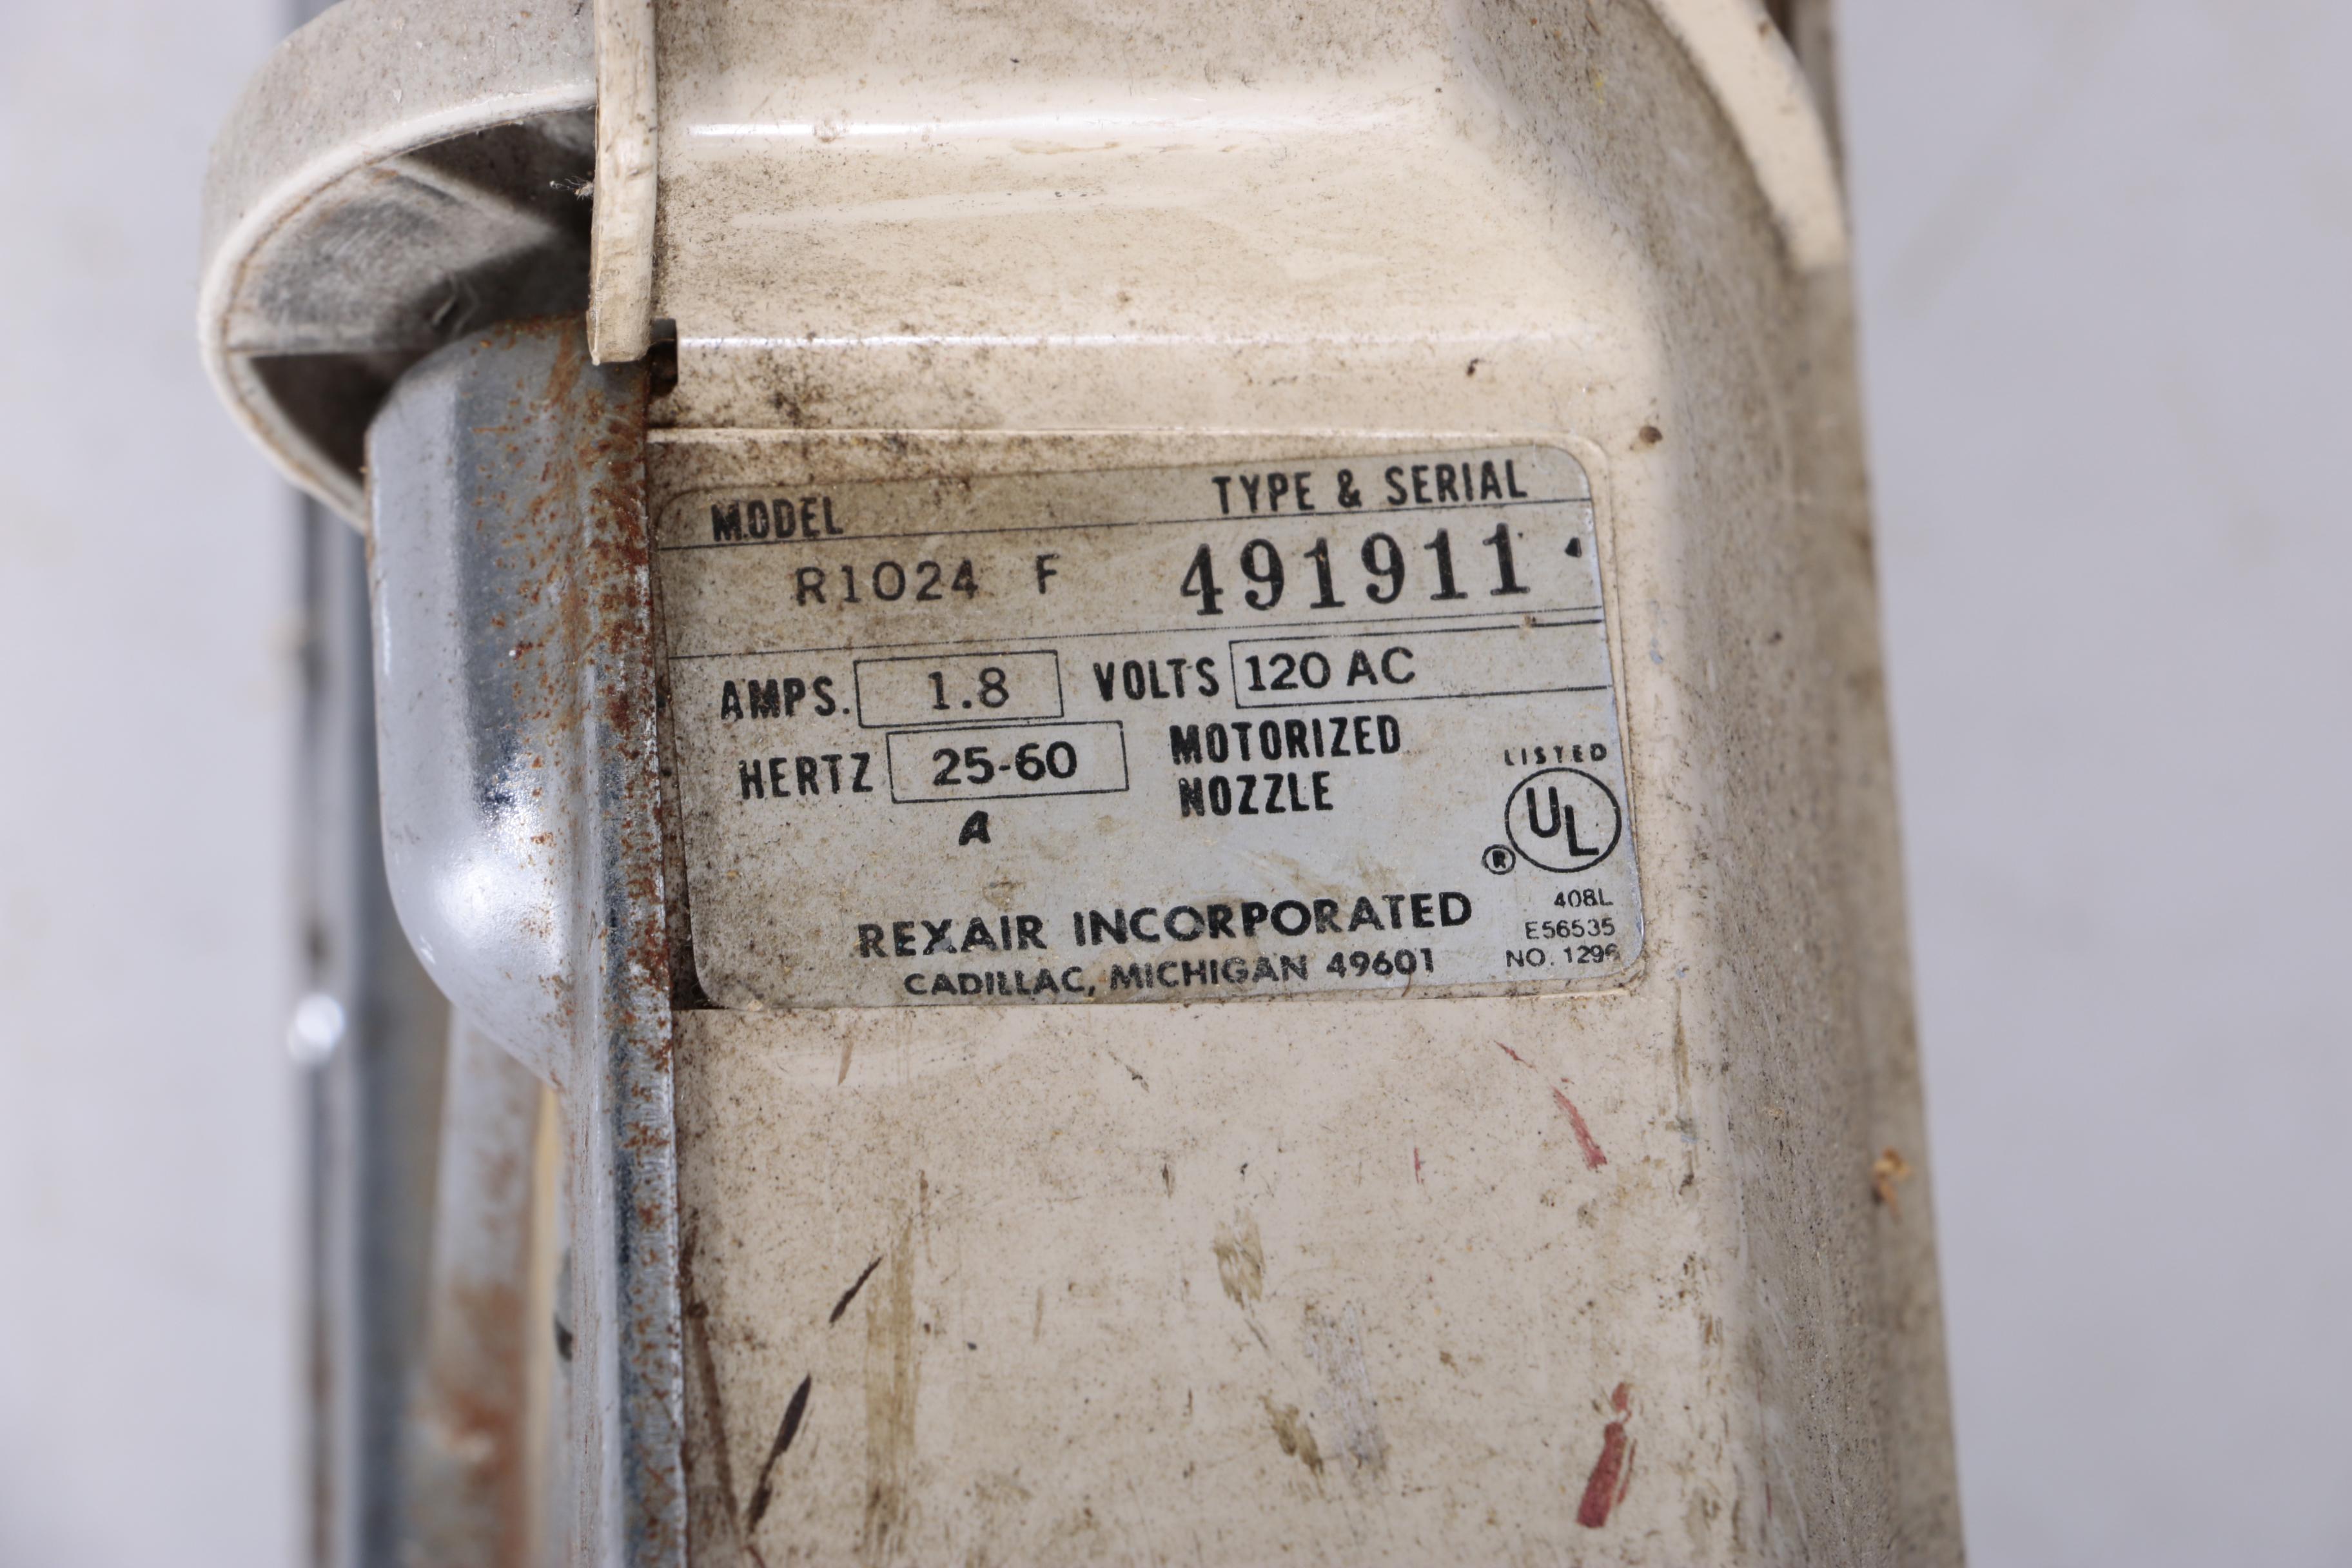 MODEL TYPE & SERIAL
R1024 F 491911
AMPS. 1.8 VOLTS 120 AC
HERTZ 25-60 MOTORIZED
NOZZLE
A
LISTED
UL
®
REXAIR INCORPORATED
CADILLAC, MICHIGAN 49601
408L
E56535
NO. 1296